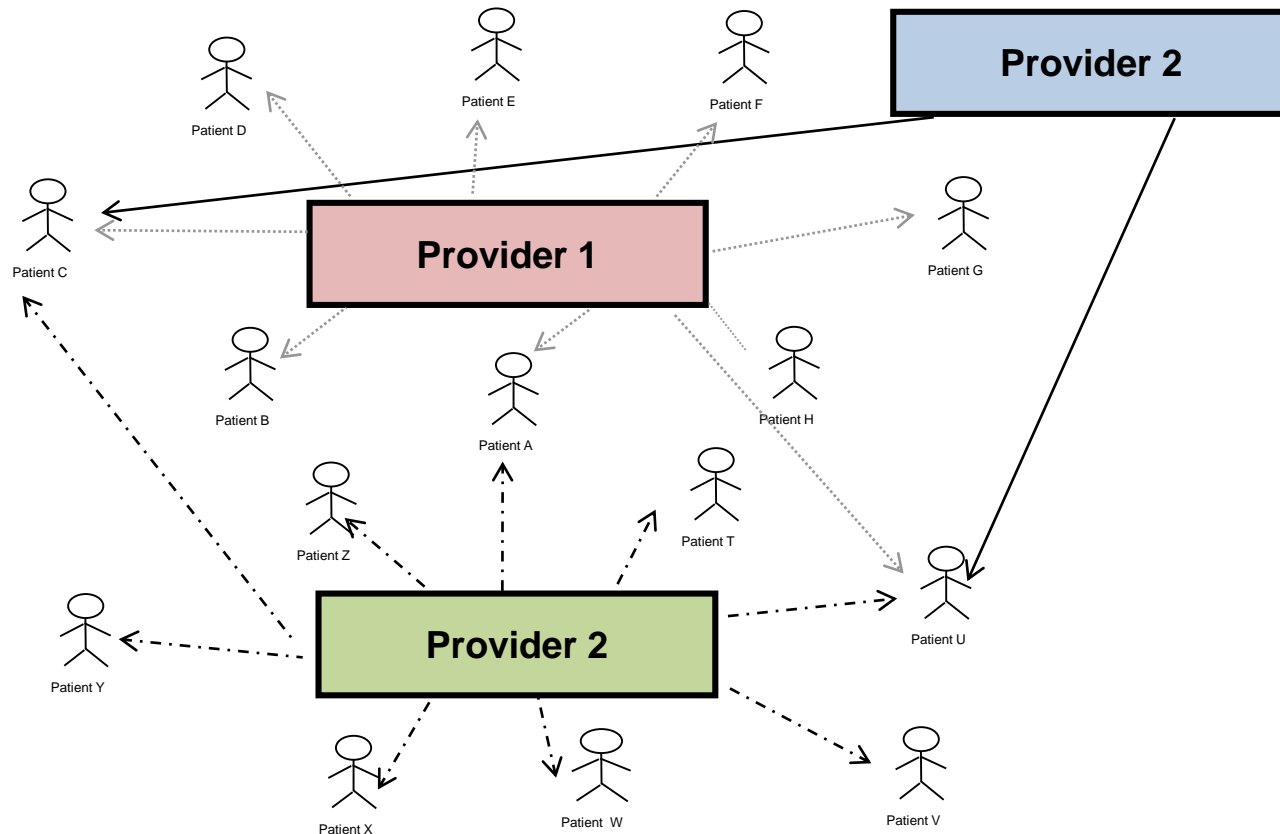 Provider 2
Patient E
Patient F
Patient D
Provider 1
Patient C
Patient G
Patient B
Patient H
Patient A
Patient Z
Patient T
Provider 2
Patient U
Patient Y
Patient X
Patient  W
Patient V